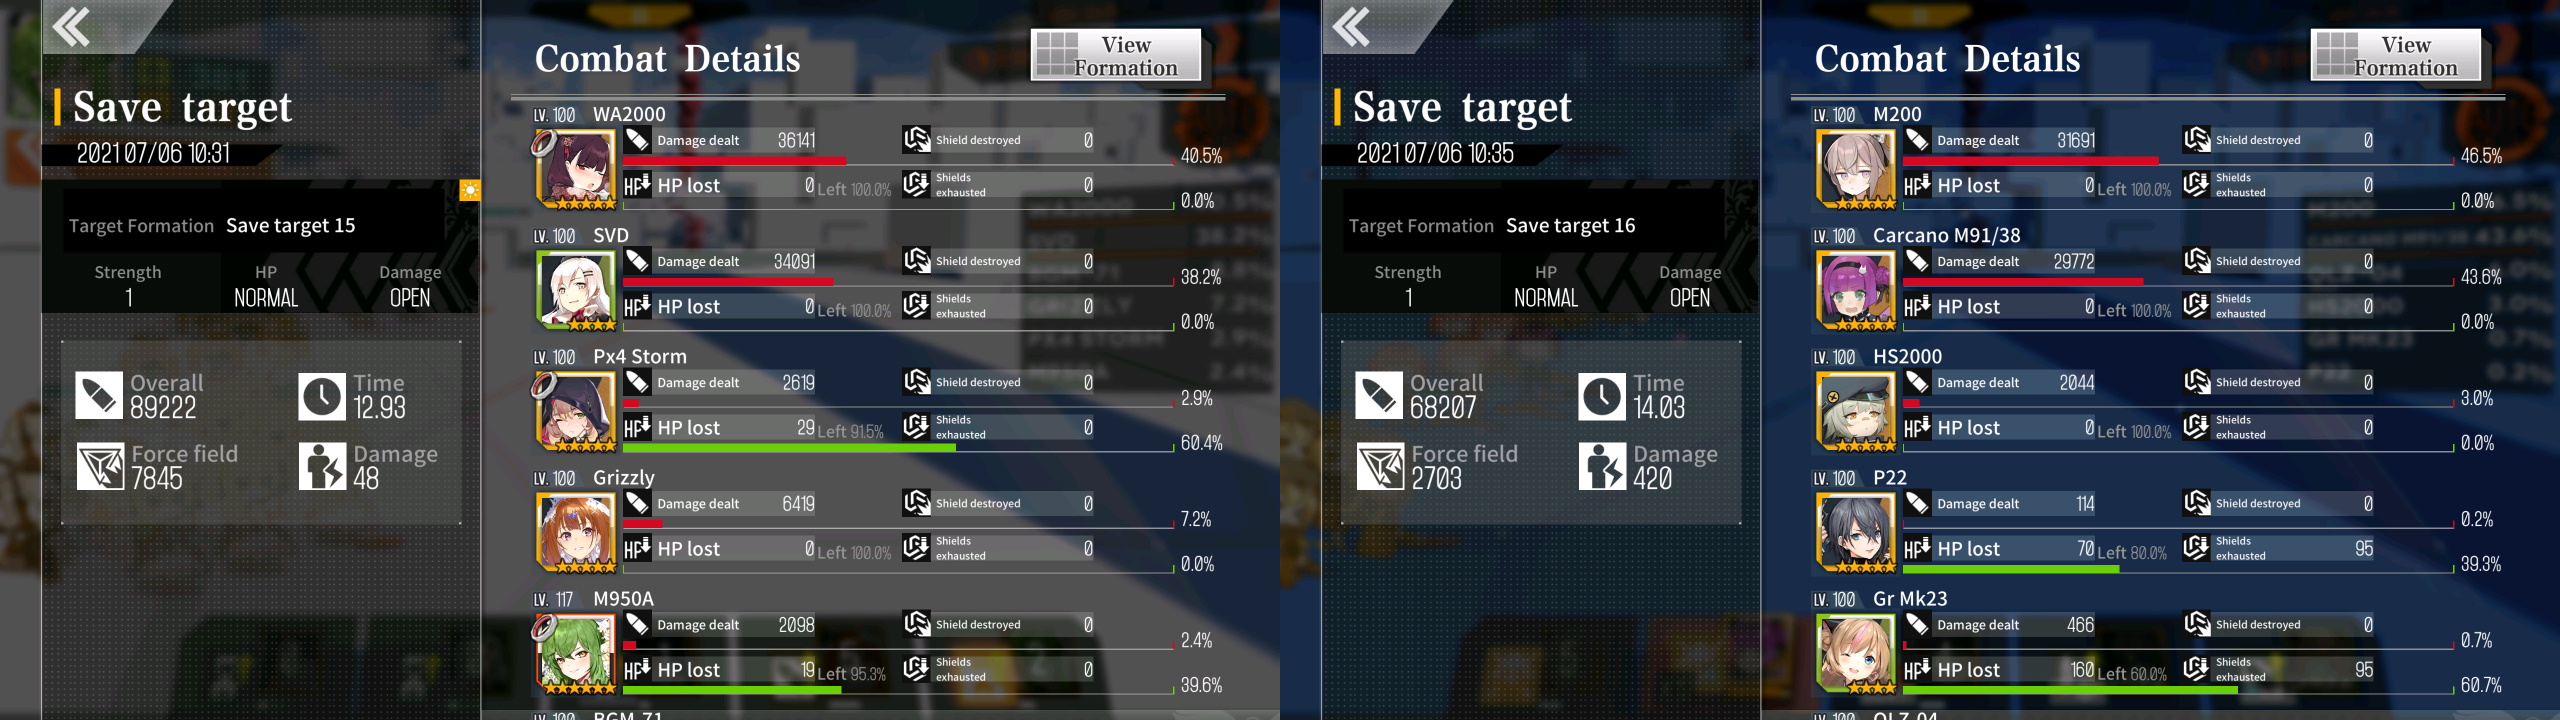 Save target
2021 07/06 10:31
Target Formation Save target 15
Strength HP Damage
1 NORMAL OPEN
Overall
89222
Time
12.93
Force field
7845
Damage
48
Combat Details
View
Formation
LV. 100 WA2000
Damage dealt 36141 Shield destroyed 0
40.5%
HP lost 0 Left 100.0% Shields exhausted 0
0.0%
LV. 100 SVD
Damage dealt 34091 Shield destroyed 0
38.2%
HP lost 0 Left 100.0% Shields exhausted 0
0.0%
LV. 100 Px4 Storm
Damage dealt 2619 Shield destroyed 0
2.9%
HP lost 29 Left 91.5% Shields exhausted 0
60.4%
LV. 100 Grizzly
Damage dealt 6419 Shield destroyed 0
7.2%
HP lost 0 Left 100.0% Shields exhausted 0
0.0%
LV. 117 M950A
Damage dealt 2098 Shield destroyed 0
2.4%
HP lost 19 Left 95.3% Shields exhausted 0
39.6%
LV. 100 BGM-71
Save target
2021 07/06 10:35
Target Formation Save target 16
Strength HP Damage
1 NORMAL OPEN
Overall
68207
Time
14.03
Force field
2703
Damage
420
Combat Details
View
Formation
LV. 100 M200
Damage dealt 31691 Shield destroyed 0
46.5%
HP lost 0 Left 100.0% Shields exhausted 0
0.0%
LV. 100 Carcano M91/38
Damage dealt 29772 Shield destroyed 0
43.6%
HP lost 0 Left 100.0% Shields exhausted 0
0.0%
LV. 100 HS2000
Damage dealt 2044 Shield destroyed 0
3.0%
HP lost 0 Left 100.0% Shields exhausted 0
0.0%
LV. 100 P22
Damage dealt 114 Shield destroyed 0
0.2%
HP lost 70 Left 80.0% Shields exhausted 95
39.3%
LV. 100 Gr Mk23
Damage dealt 466 Shield destroyed 0
0.7%
HP lost 160 Left 60.0% Shields exhausted 95
60.7%
LV. 100 QLZ-04